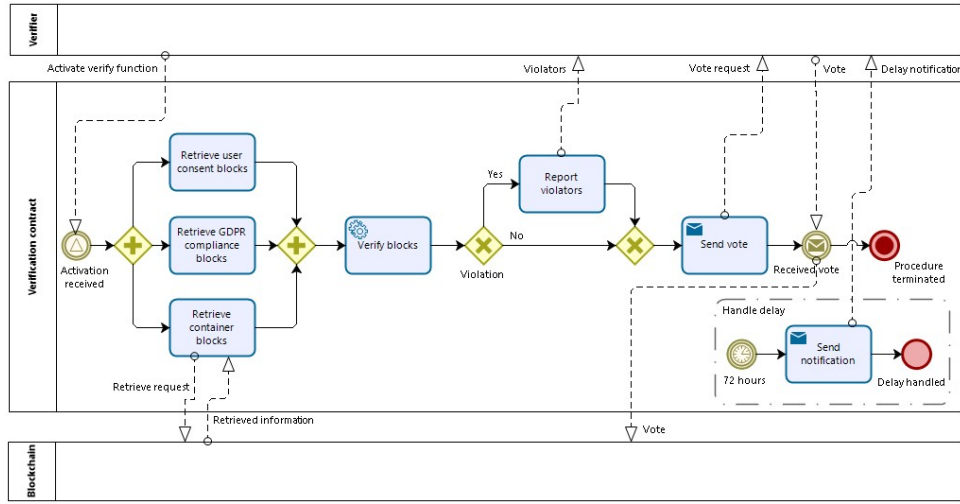 Verifier
Activate verify function
Violators
Vote request
Vote
Delay notification
Verification contract
Retrieve user
consent blocks
Retrieve GDPR
compliance
blocks
Retrieve
container
blocks
Activation
received
Verify blocks
Violation
Yes
No
Report
violators
Send vote
Received vote
Procedure
terminated
Handle delay
72 hours
Send
notification
Delay handled
Retrieve request
Retrieved information
Vote
Blockchain